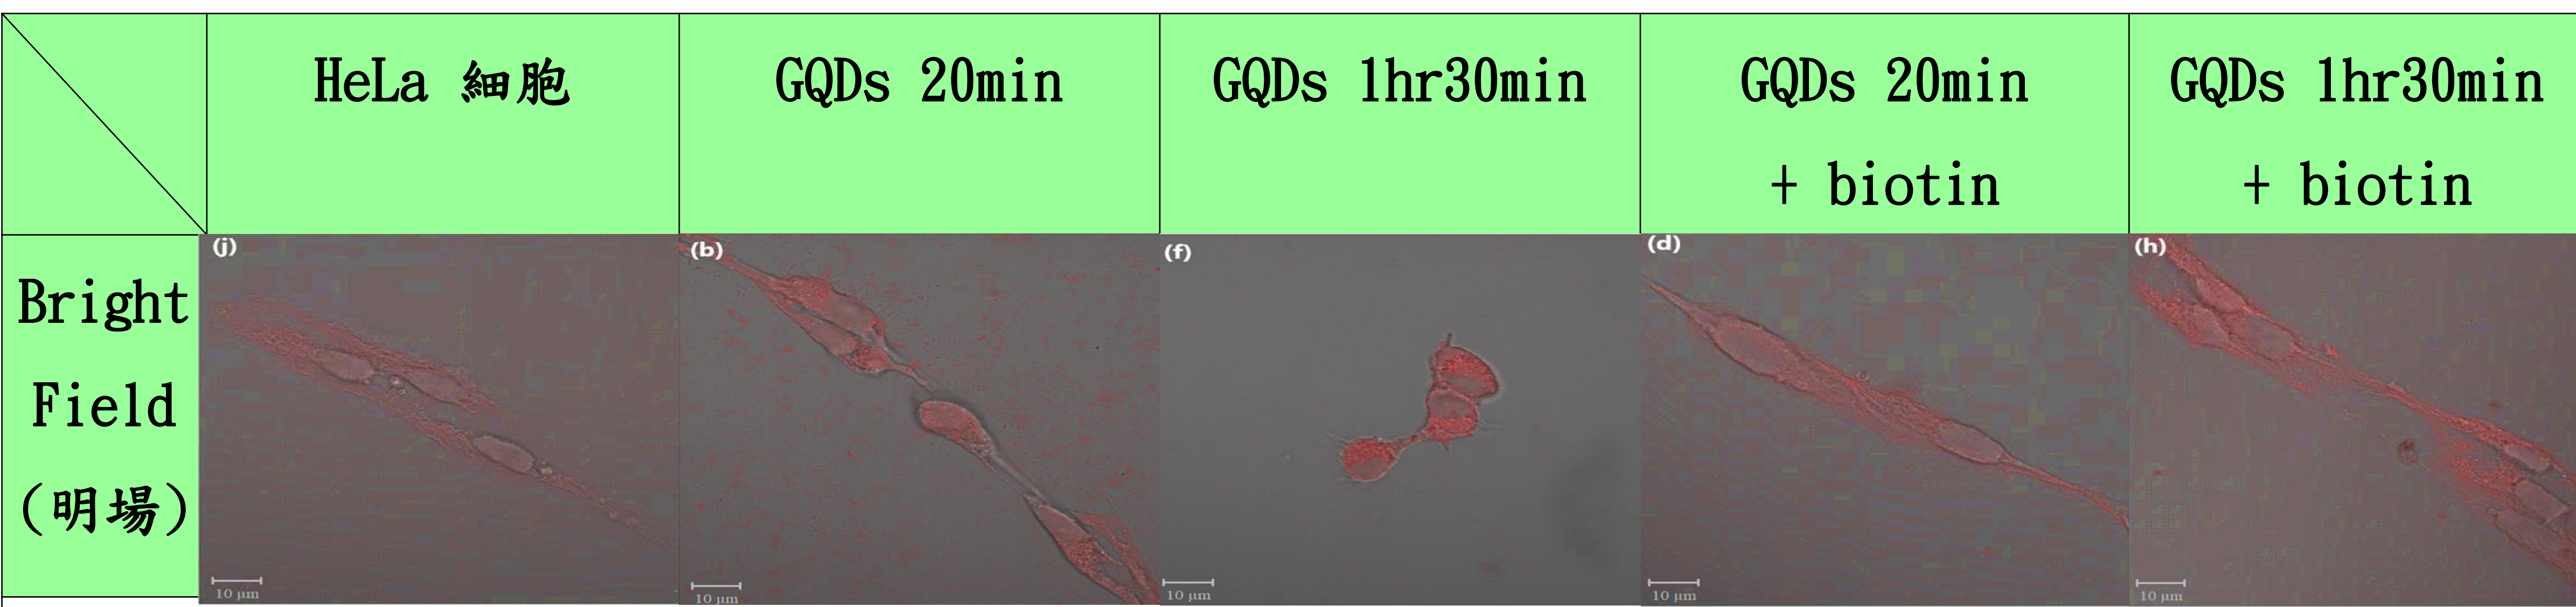 HeLa 細胞
GQDs 20min
GQDs 1hr30min
GQDs 20min
+ biotin
GQDs 1hr30min
+ biotin
Bright
Field
(明場)
(j)
10 μm
(b)
10 μm
(f)
10 μm
(d)
10 μm
(h)
10 μm